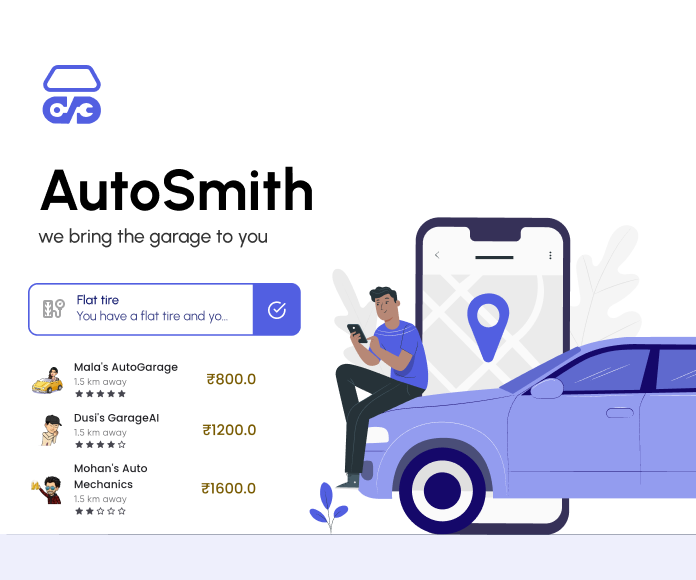 AutoSmith
we bring the garage to you
Flat tire
You have a flat tire and yo...
Mala's AutoGarage
1.5 km away
₹800.0
Dusi's GarageAI
1.5 km away
₹1200.0
Mohan's Auto
Mechanics
1.5 km away
₹1600.0